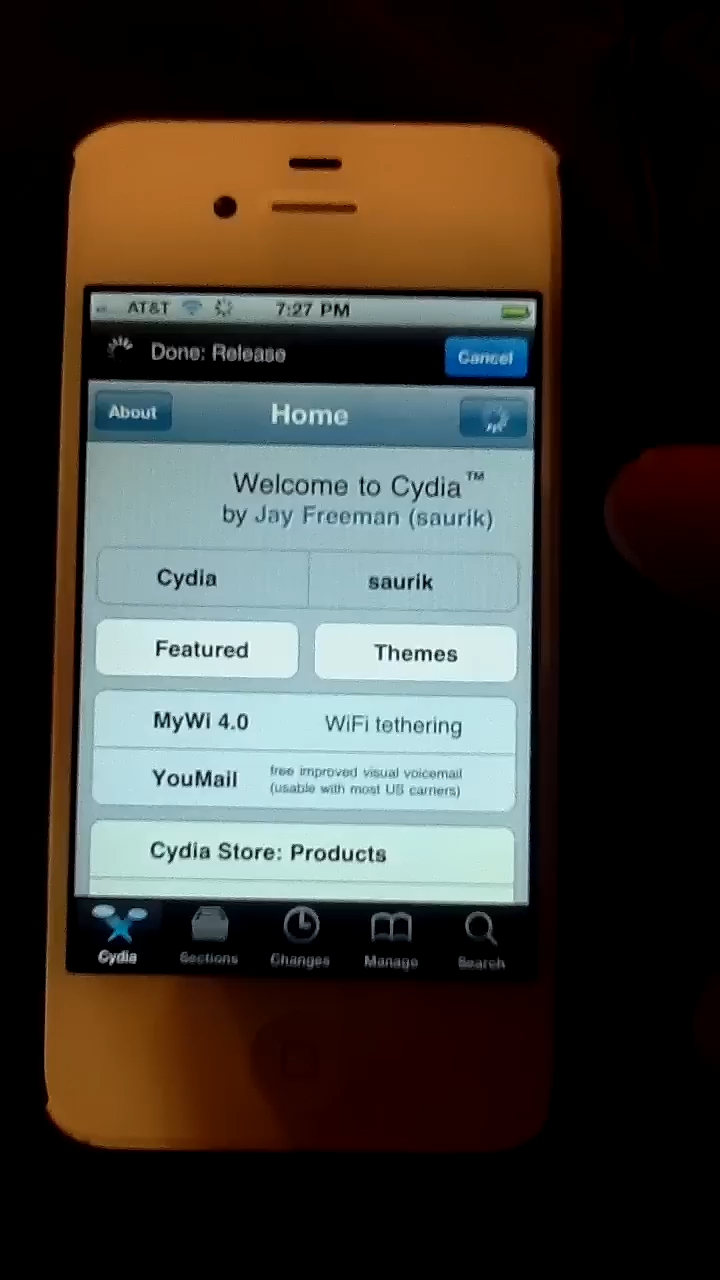 AT&T 7:27 PM
Done: Release Cancel
About Home
Welcome to Cydia™
by Jay Freeman (saurik)
Cydia saurik
Featured Themes
MyWi 4.0 WiFi tethering
YouMail free improved visual voicemail
(usable with most US carriers)
Cydia Store: Products
Cydia Sections Changes Manage Search